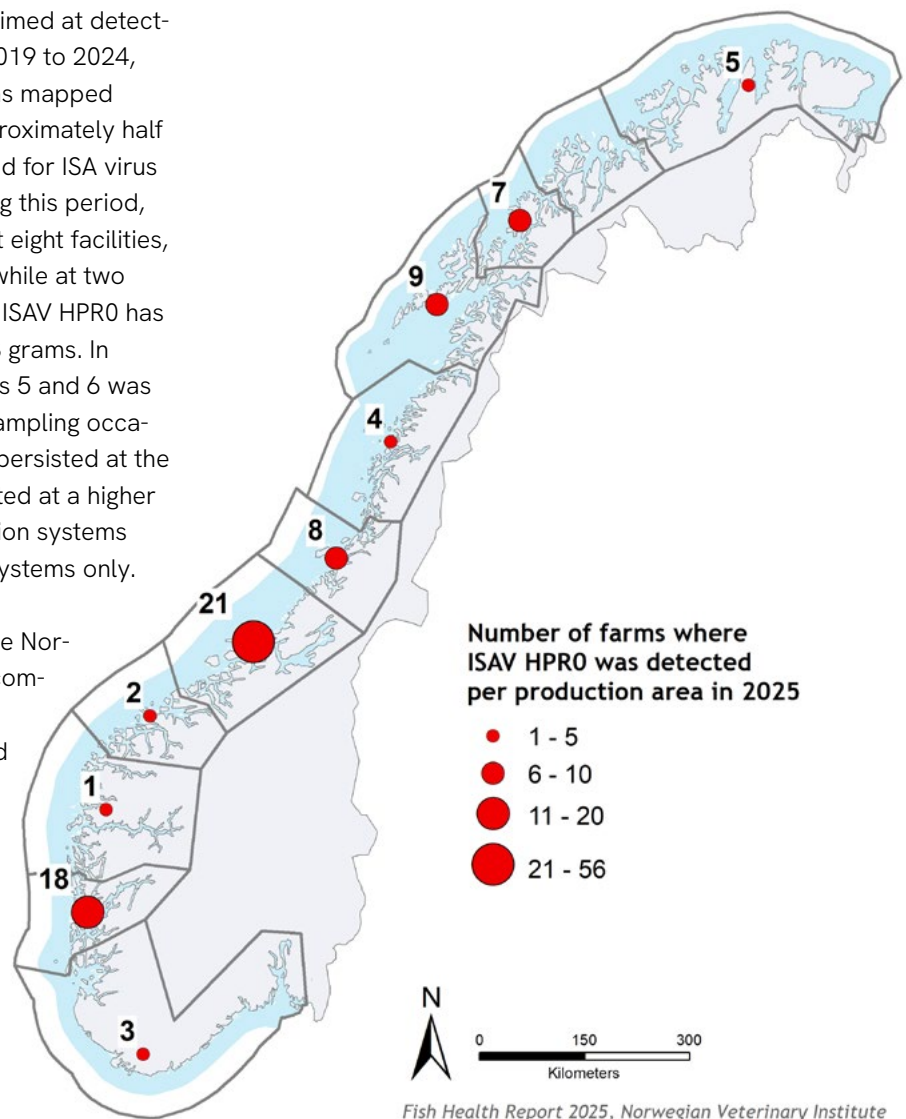 imed at detect-
019 to 2024,
s mapped
roximately half
d for ISA virus
g this period,
t eight facilities,
while at two
ISAV HPR0 has
grams. In
s 5 and 6 was
ampling occa-
persisted at the
ted at a higher
ion systems
ystems only.
e Nor-
com-
d
5
7
9
4
8
21
2
1
18
3
Number of farms where
ISAV HPR0 was detected
per production area in 2025
1 - 5
6 - 10
11 - 20
21 - 56
N
0 150 300
Kilometers
Fish Health Report 2025, Norwegian Veterinary Institute